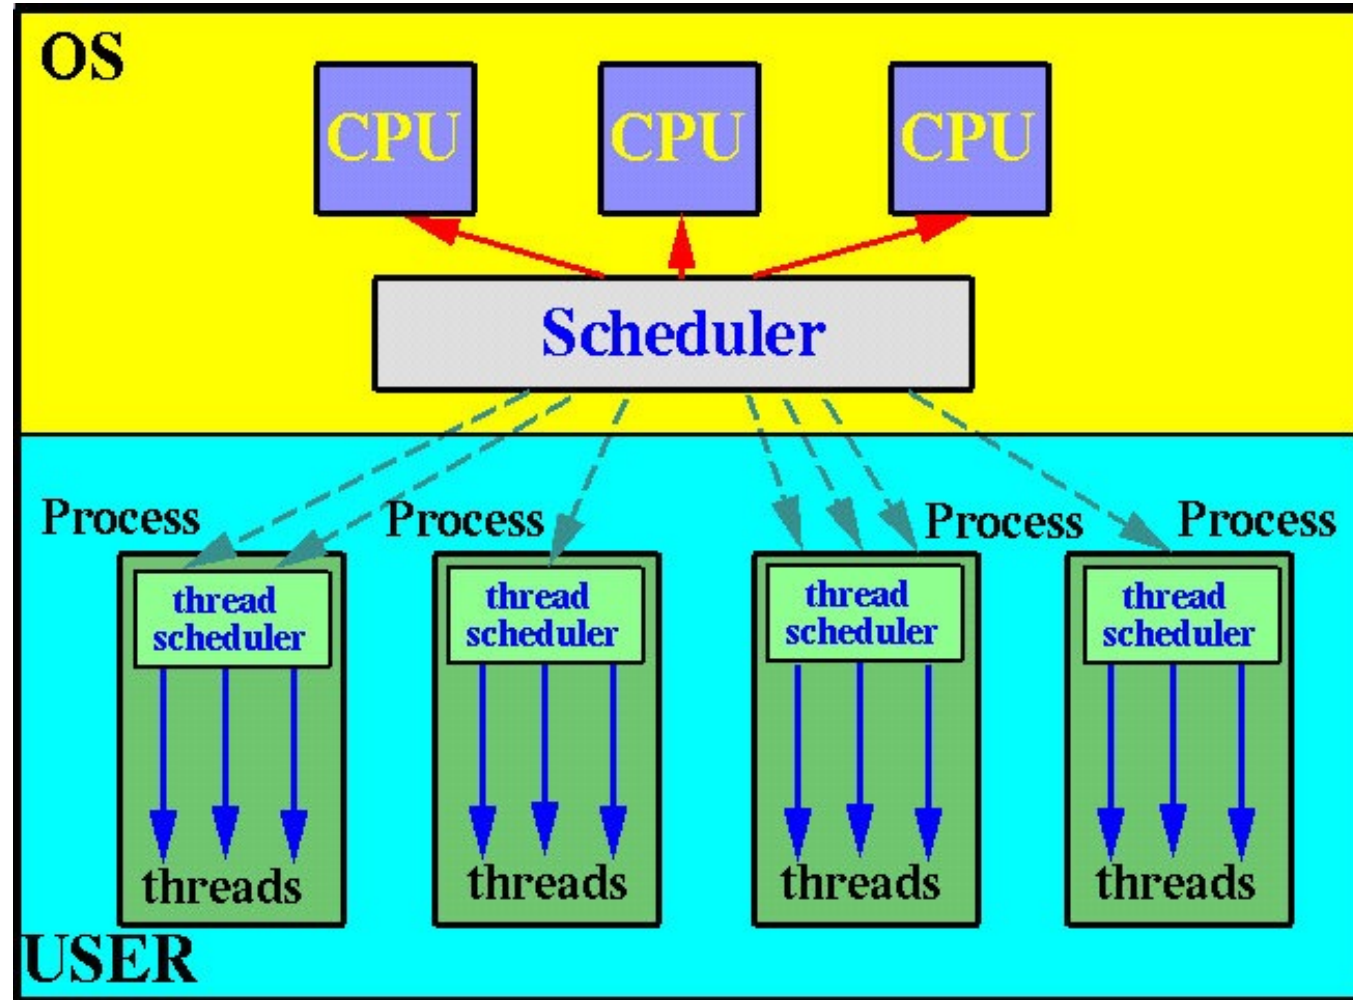 OS
CPU CPU CPU
Scheduler
Process Process Process Process
thread thread thread thread
scheduler scheduler scheduler scheduler
threads threads threads threads
USER